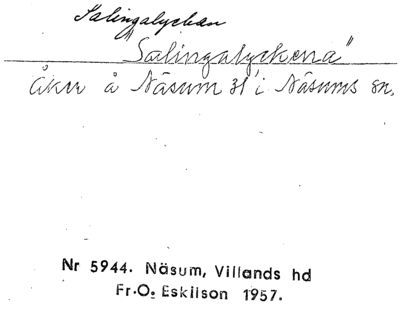 Salingalyckan
"Salingalyckena"
Åker å Näsum 31 i Näsums sn.
Nr 5944. Näsum, Villands hd
Fr.O. Eskilson 1957.